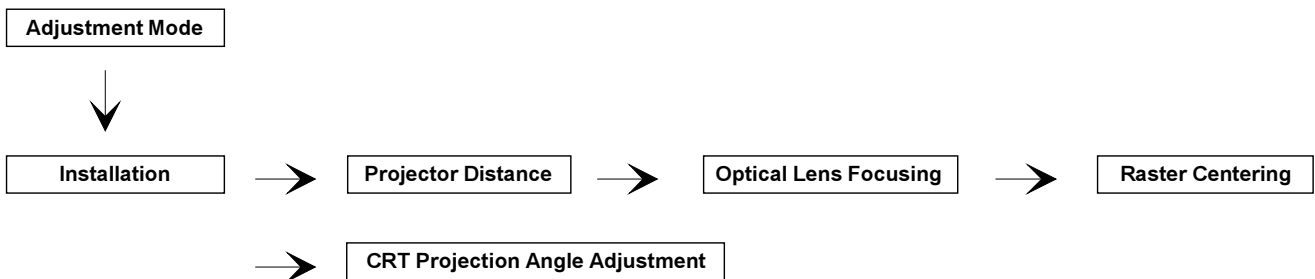 Adjustment Mode
Installation
Projector Distance
Optical Lens Focusing
Raster Centering
CRT Projection Angle Adjustment